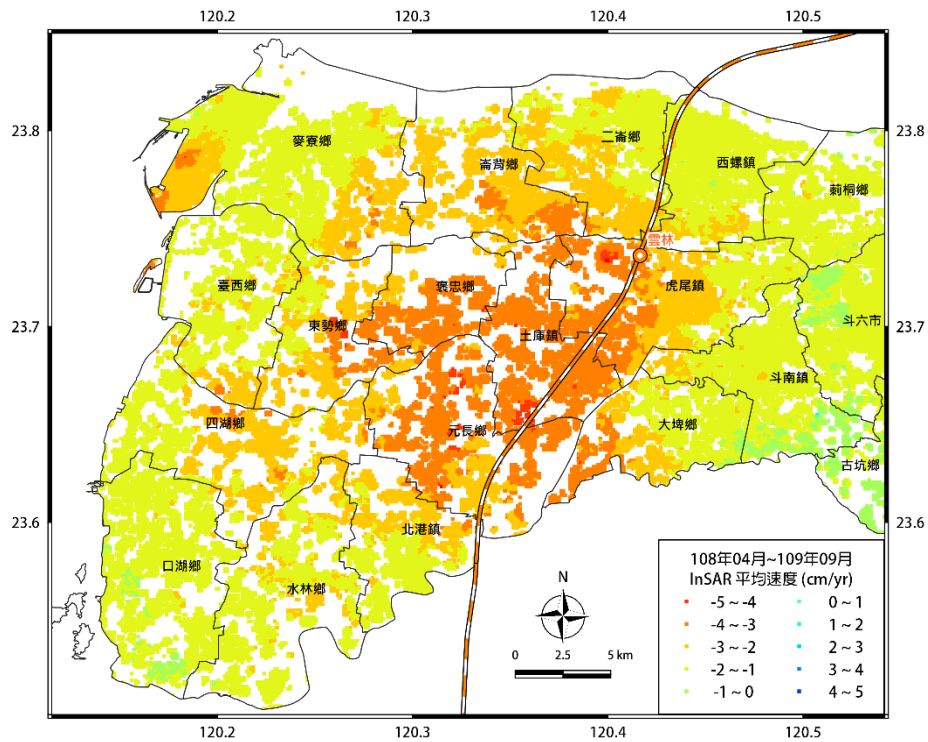 120.2 120.3 120.4 120.5
23.8 23.8
麥寮鄉
二崙鄉
崙背鄉
西螺鎮
莿桐鄉
雲林
臺西鄉
褒忠鄉
虎尾鎮
23.7 23.7
東勢鄉
土庫鎮
斗六市
斗南鎮
四湖鄉
元長鄉
大埤鄉
古坑鄉
23.6 23.6
北港鎮
口湖鄉
水林鄉
N
0 2.5 5 km
108年04月~109年09月
InSAR 平均速度 (cm/yr)
-5 ~ -4 0 ~ 1
-4 ~ -3 1 ~ 2
-3 ~ -2 2 ~ 3
-2 ~ -1 3 ~ 4
-1 ~ 0 4 ~ 5
120.2 120.3 120.4 120.5